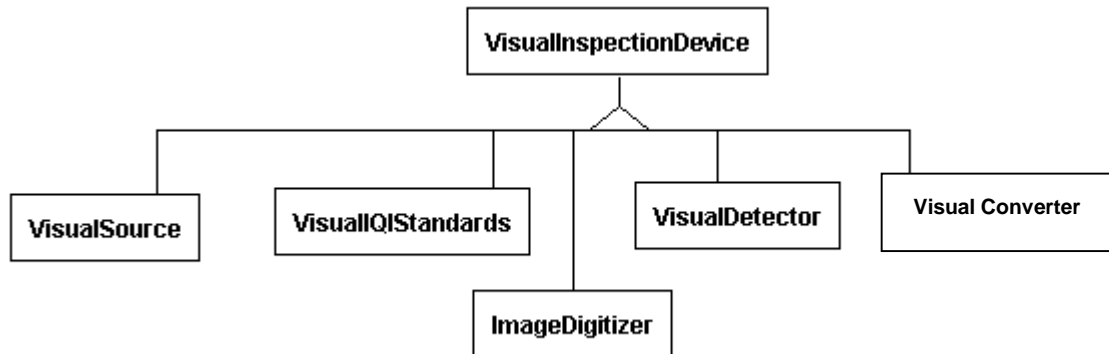 VisualInspectionDevice
VisualSource
VisualIQIStandards
VisualDetector
Visual Converter
ImageDigitizer